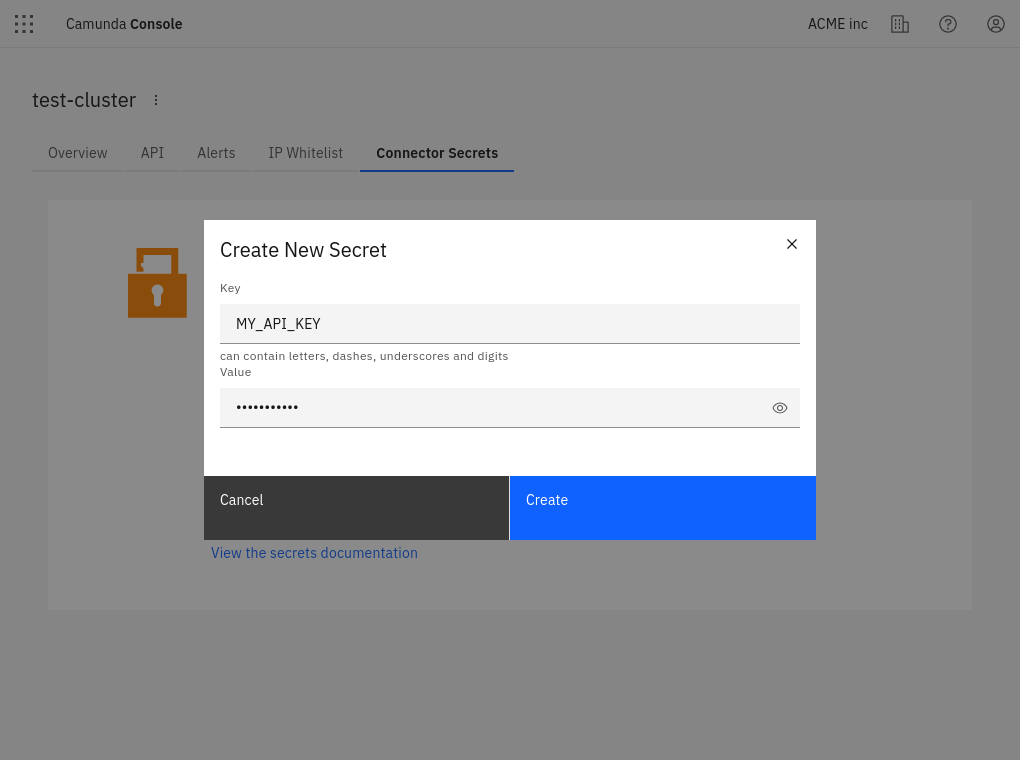 Camunda Console
ACME inc
test-cluster
Overview API Alerts IP Whitelist Connector Secrets
Create New Secret
Key
MY_API_KEY
can contain letters, dashes, underscores and digits
Value
•••••••••••
Cancel Create
View the secrets documentation